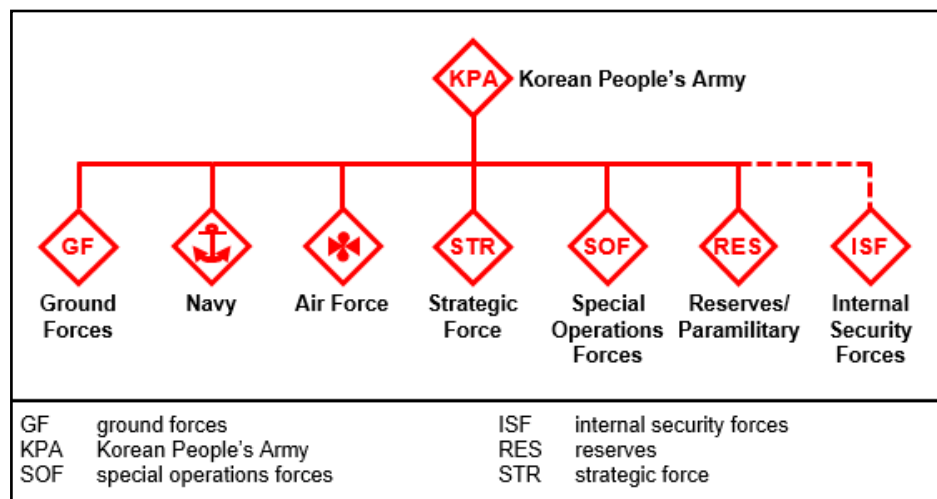 KPA Korean People's Army
GF STR SOF RES ISF
Ground Navy Air Force Strategic Special Reserves/ Internal
Forces Force Operations Paramilitary Security
Forces Forces
GF ground forces ISF internal security forces
KPA Korean People's Army RES reserves
SOF special operations forces STR strategic force